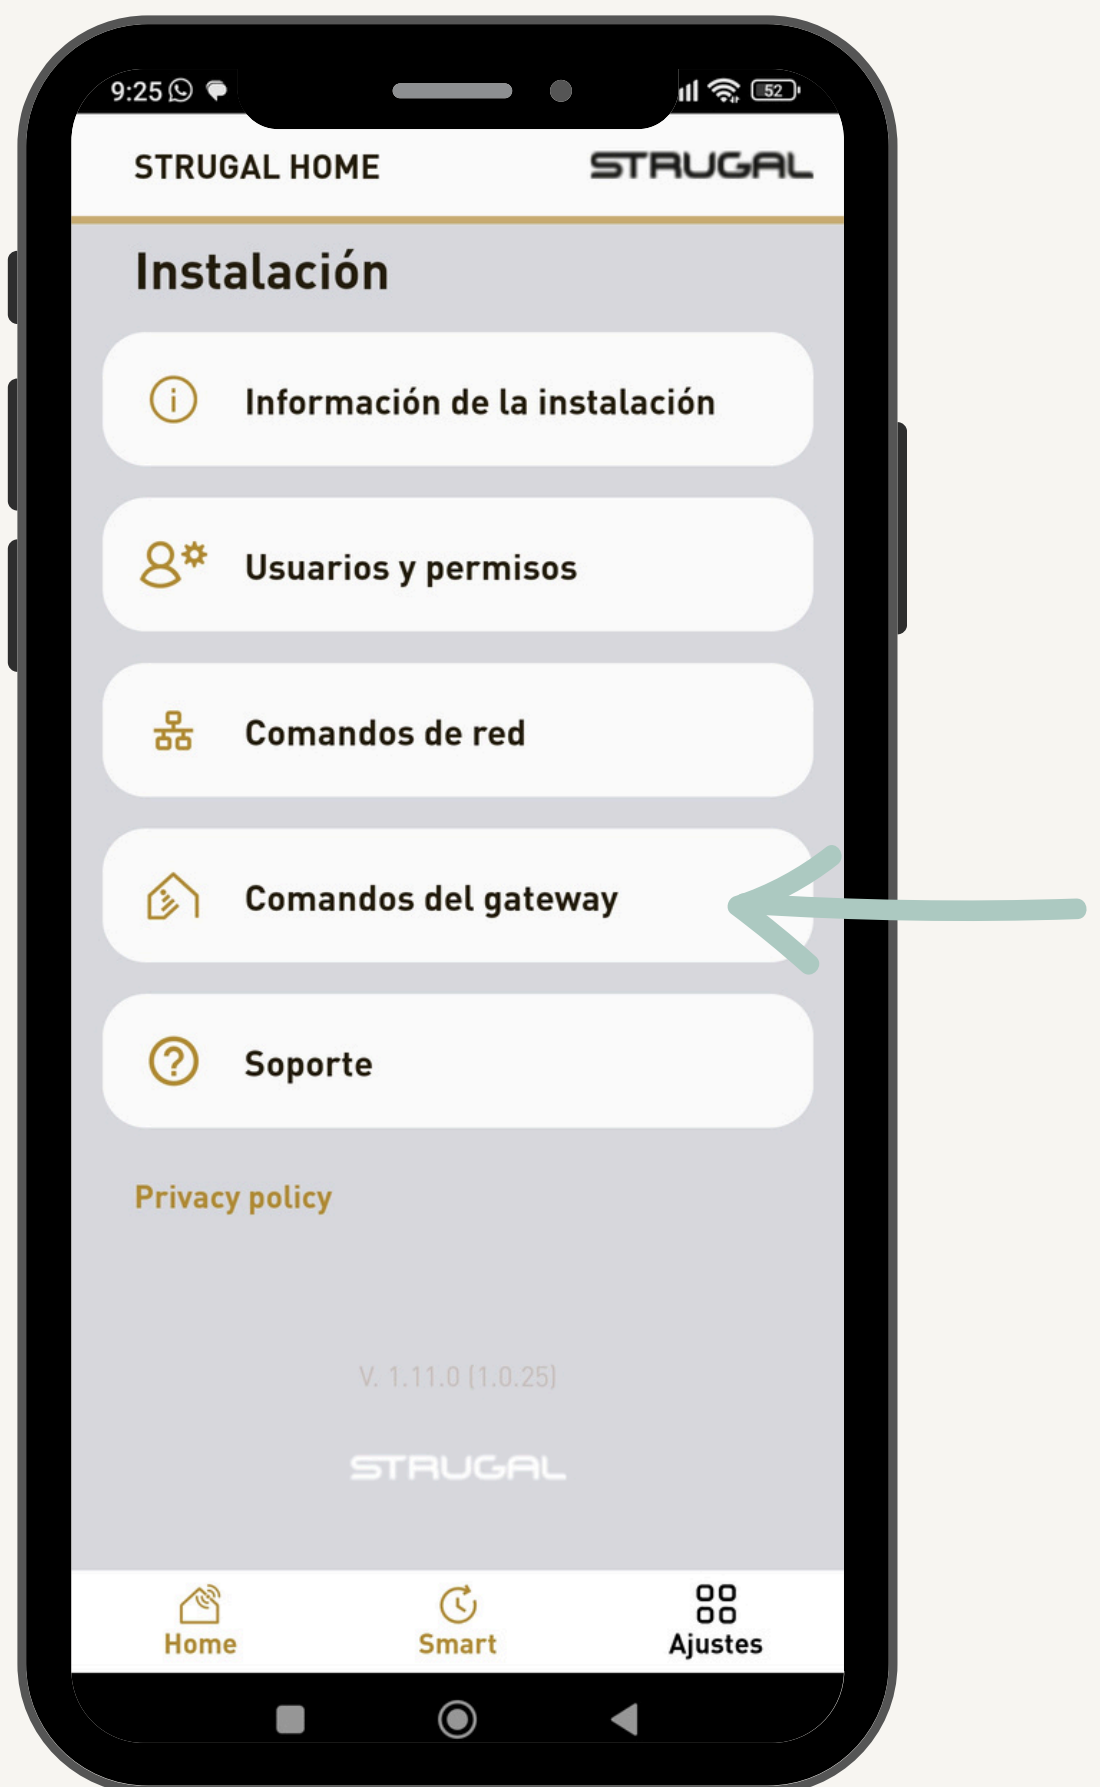 9:25
52
STRUGAL HOME
STRUGAL
Instalación
Información de la instalación
Usuarios y permisos
Comandos de red
Comandos del gateway
Soporte
Privacy policy
V. 1.11.0 (1.0.25)
STRUGAL
Home
Smart
Ajustes